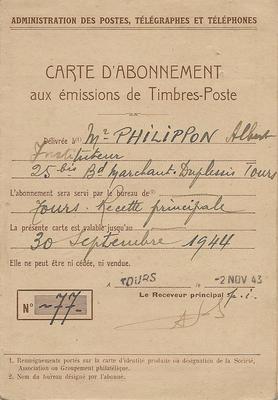 ADMINISTRATION DES POSTES, TÉLÉGRAPHES ET TÉLÉPHONES
CARTE D'ABONNEMENT
aux émissions de Timbres-Poste
Délivrée à(1) Mr PHILIPPON Albert
Instituteur
25 bis Bd Marchant-Duplessis Tours
L'abonnement sera servi par le bureau de(2)
Tours - Recette principale
La présente carte est valable jusqu'au
30 Septembre 1944
Elle ne peut être ni cédée, ni vendue.
A TOURS, le -2 NOV 43
Le Receveur principal p.i.
N° -77-
1. Renseignements portés sur la carte d'identité produite ou désignation de la Société,
Association ou Groupement philatélique.
2. Nom du bureau désigné par l'abonné.